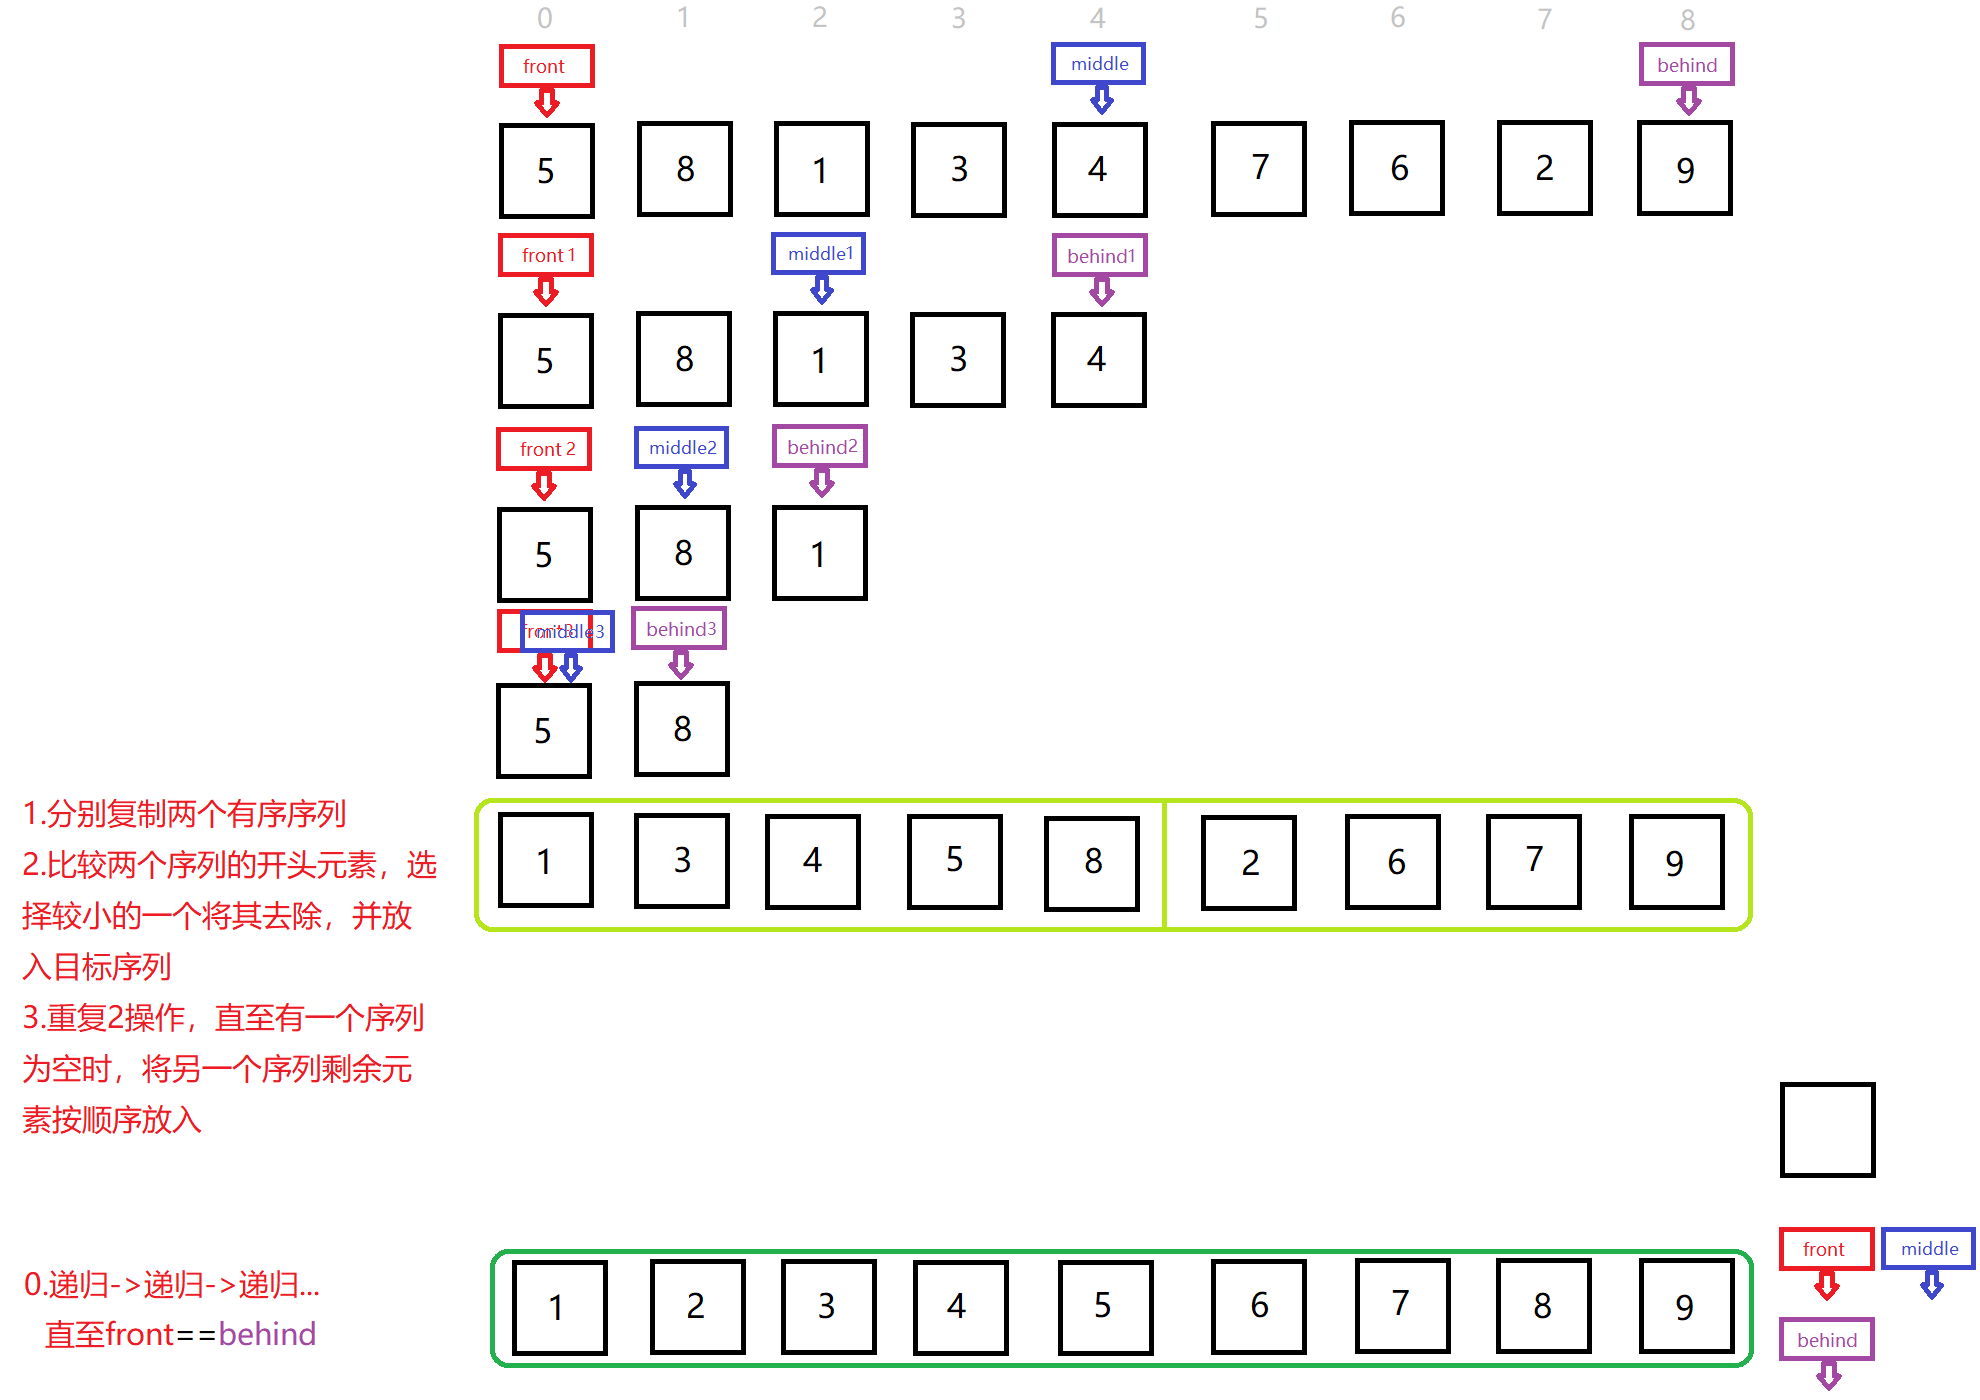 0 1 2 3 4 5 6 7 8
front middle behind
5 8 1 3 4 7 6 2 9
front 1 middle1 behind1
5 8 1 3 4
front 2 middle2 behind2
5 8 1
middle3 behind3
5 8
1.分别复制两个有序序列
2.比较两个序列的开头元素，选
择较小的一个将其去除，并放
入目标序列
3.重复2操作，直至有一个序列
为空时，将另一个序列剩余元
素按顺序放入
1 3 4 5 8 2 6 7 9
0.递归->递归->递归...
直至front==behind
1 2 3 4 5 6 7 8 9
front middle
behind